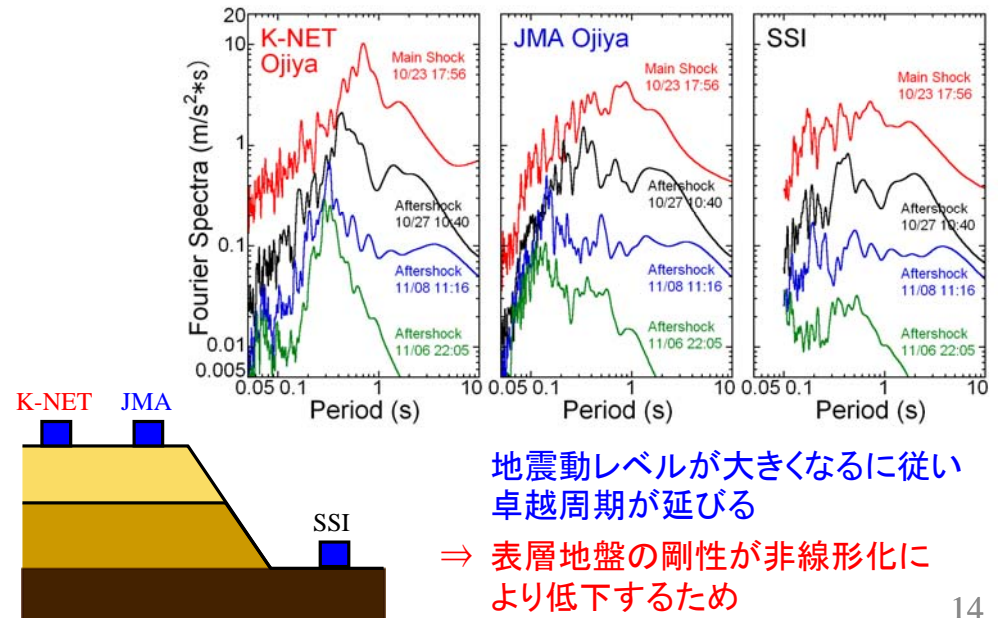 K-NET
Ojiya
Main Shock
10/23 17:56
Aftershock
10/27 10:40
Aftershock
11/08 11:16
Aftershock
11/06 22:05
JMA Ojiya
Main Shock
10/23 17:56
Aftershock
10/27 10:40
Aftershock
11/08 11:16
Aftershock
11/06 22:05
SSI
Main Shock
10/23 17:56
Aftershock
10/27 10:40
Aftershock
11/08 11:16
Aftershock
11/06 22:05
Fourier Spectra (m/s²*s)
20
10
1
0.1
0.01
0.005
0.05 0.1 1 10
0.05 0.1 1 10
0.05 0.1 1 10
Period (s)
Period (s)
Period (s)
K-NET JMA
SSI
地震動レベルが大きくなるに従い
卓越周期が延びる
⇒ 表層地盤の剛性が非線形化に
より低下するため
14